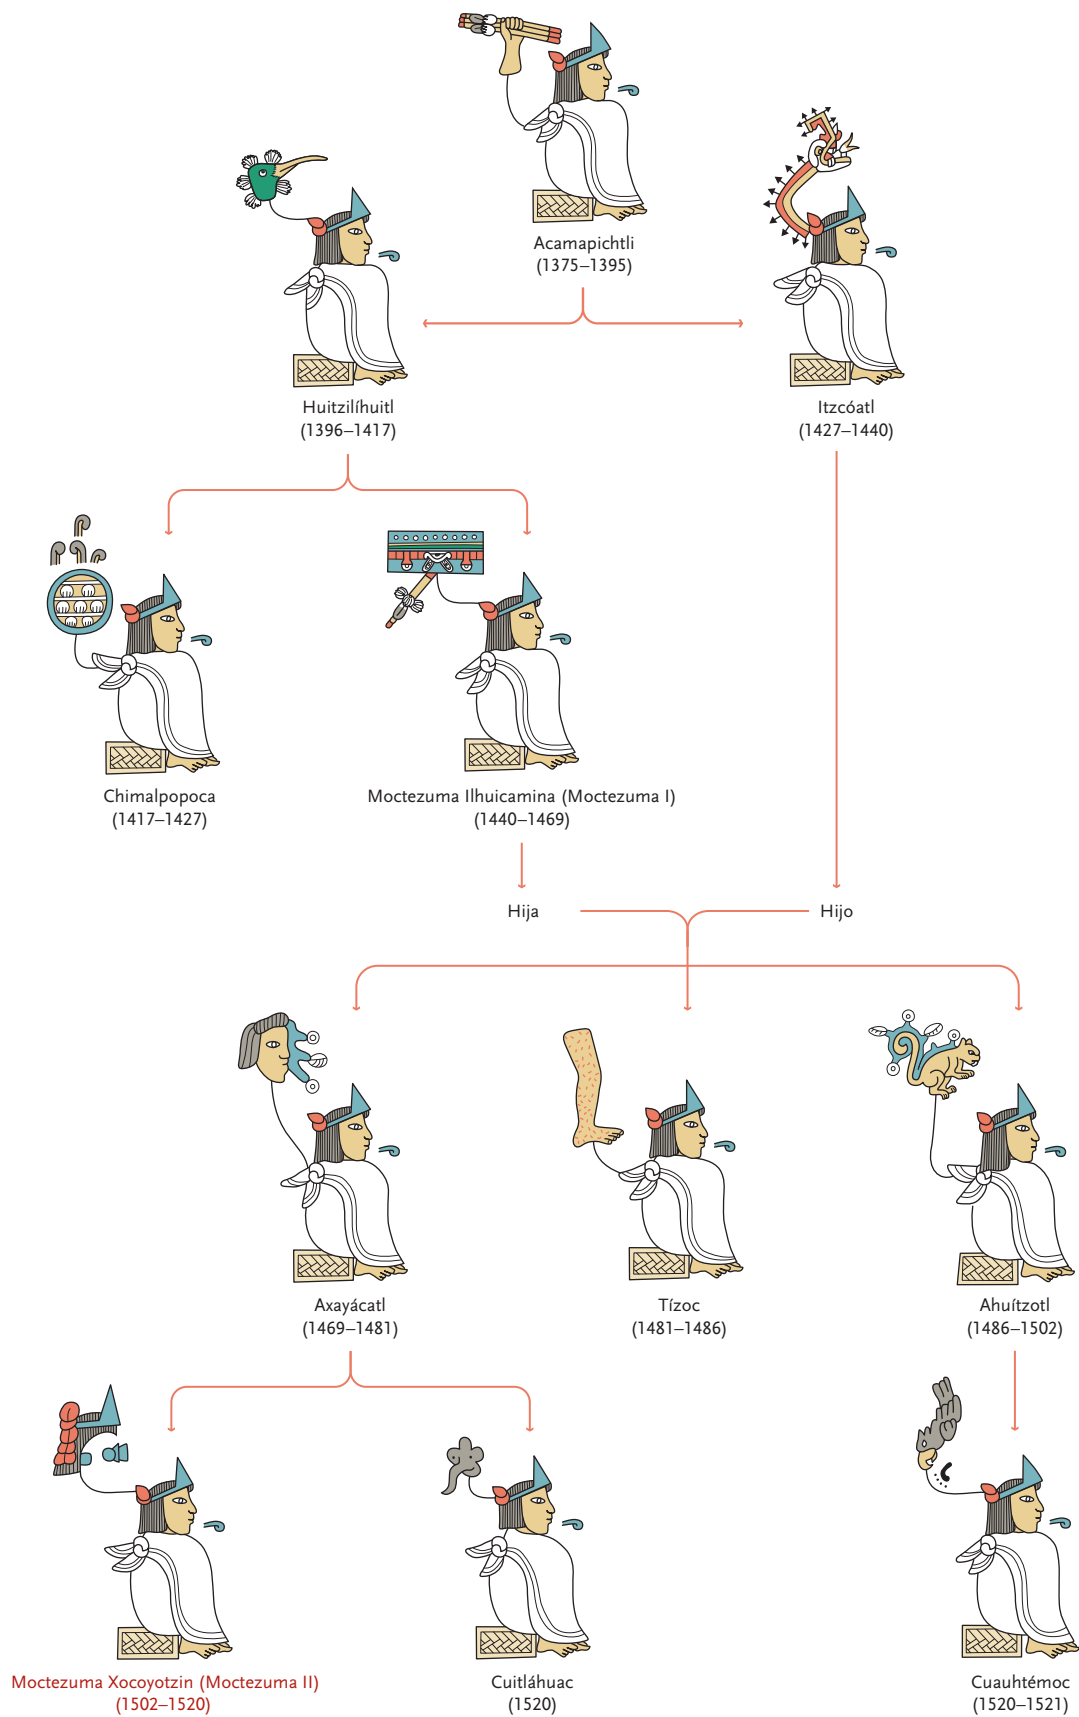 Acamapichtli
(1375–1395)
Huitzilíhuitl
(1396–1417)
Itzcóatl
(1427–1440)
Chimalpopoca
(1417–1427)
Moctezuma Ilhuicamina (Moctezuma I)
(1440–1469)
Hija
Hijo
Axayácatl
(1469–1481)
Tízoc
(1481–1486)
Ahuítzotl
(1486–1502)
Moctezuma Xocoyotzin (Moctezuma II)
(1502–1520)
Cuitláhuac
(1520)
Cuauhtémoc
(1520–1521)